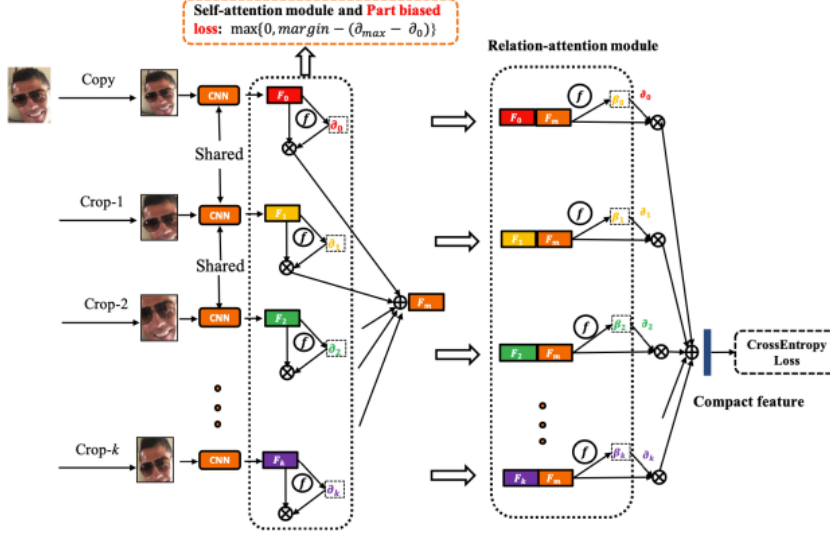 Self-attention module and Part biased
loss: max{0, margin − (∂max − ∂0)}
Relation-attention module
Copy
CNN
F0
f
∂0
F0 Fm
f
β0
∂0
Shared
Crop-1
CNN
F1
f
∂1
F1 Fm
f
β1
∂1
Shared
Crop-2
CNN
F2
f
∂2
Fm
F2 Fm
f
β2
∂2
CrossEntropy
Loss
Compact feature
Crop-k
CNN
Fk
f
∂k
Fk Fm
f
βk
∂k